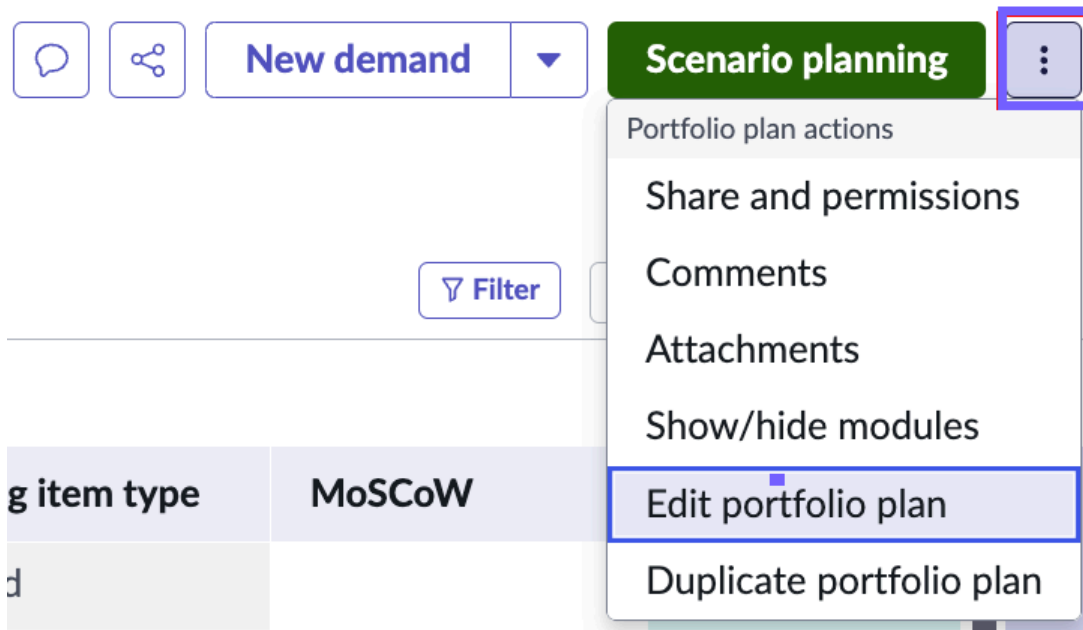 New demand
Scenario planning
Portfolio plan actions
Share and permissions
Comments
Filter
Attachments
Show/hide modules
g item type
MoSCoW
Edit portfolio plan
d
Duplicate portfolio plan